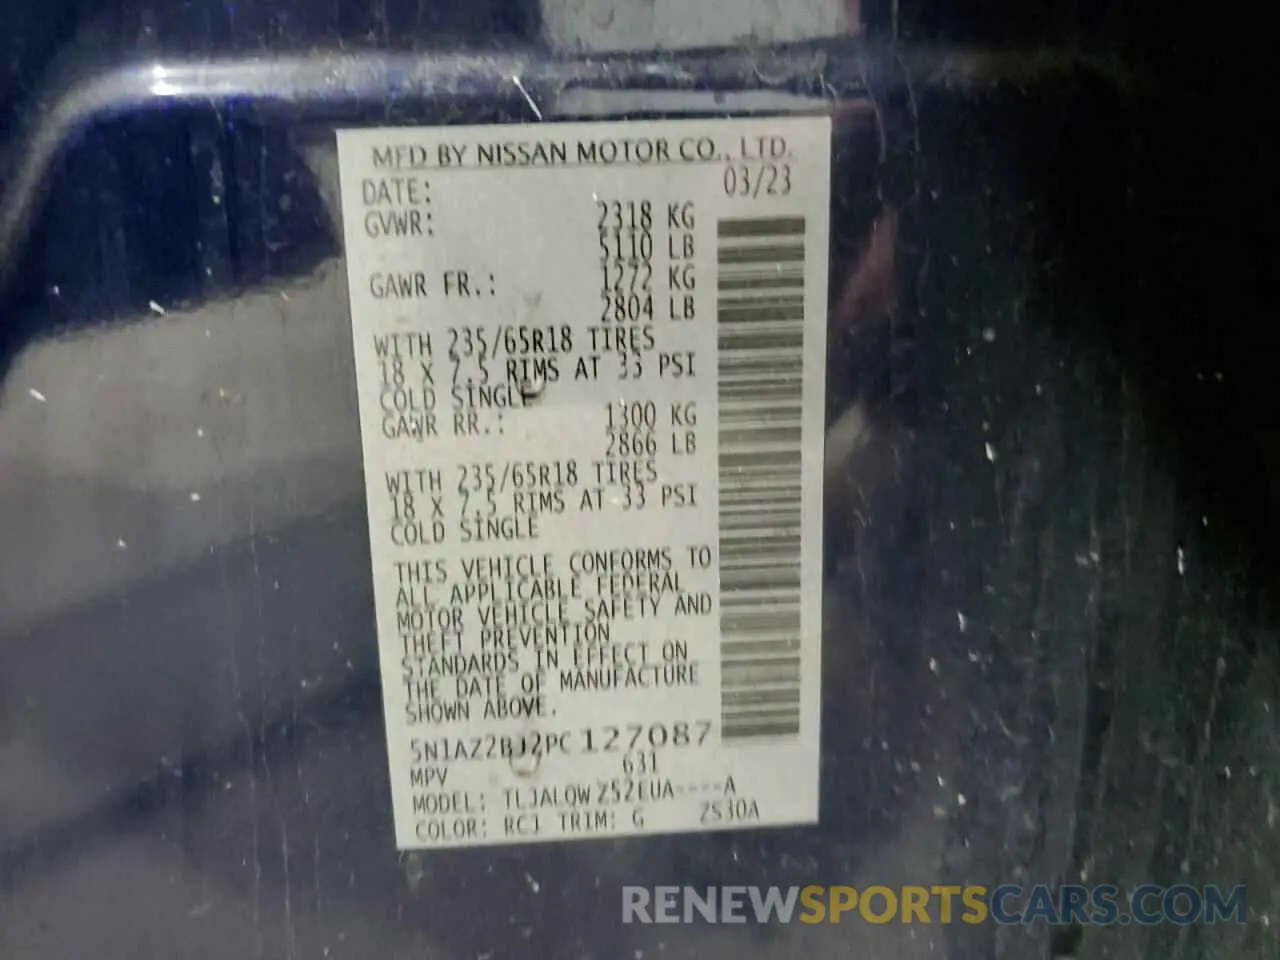 MFD BY NISSAN MOTOR CO., LTD.
DATE: 03/23
GVWR: 2318 KG
5110 LB
GAWR FR.: 1272 KG
2804 LB
WITH 235/65R18 TIRES
18 X 7.5 RIMS AT 33 PSI
COLD SINGLE
GAWR RR.: 1300 KG
2866 LB
WITH 235/65R18 TIRES
18 X 7.5 RIMS AT 33 PSI
COLD SINGLE
THIS VEHICLE CONFORMS TO
ALL APPLICABLE FEDERAL
MOTOR VEHICLE SAFETY AND
THEFT PREVENTION
STANDARDS IN EFFECT ON
THE DATE OF MANUFACTURE
SHOWN ABOVE.
5N1AZ2BJ2PC127087
MPV 631
MODEL: TLJALQWZ52EUA----A
COLOR: RCJ TRIM: G ZS30A
RENEWSPORTSCARS.COM